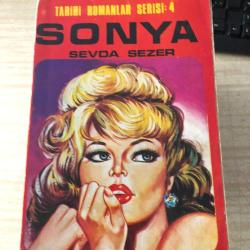 TARİHİ ROMANLAR SERİSİ: 4
SONYA
SEVDA SEZER